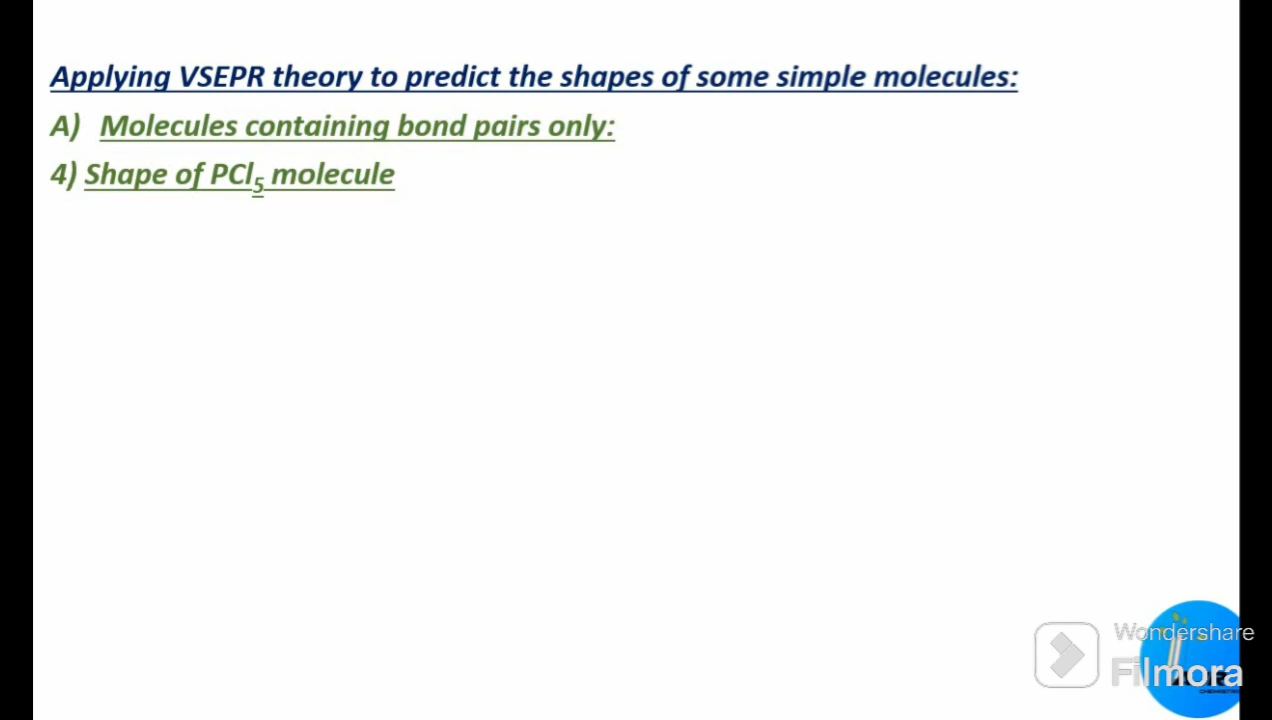 Applying VSEPR theory to predict the shapes of some simple molecules:
A) Molecules containing bond pairs only:
4) Shape of PCl₅ molecule
Wondershare
Filmora